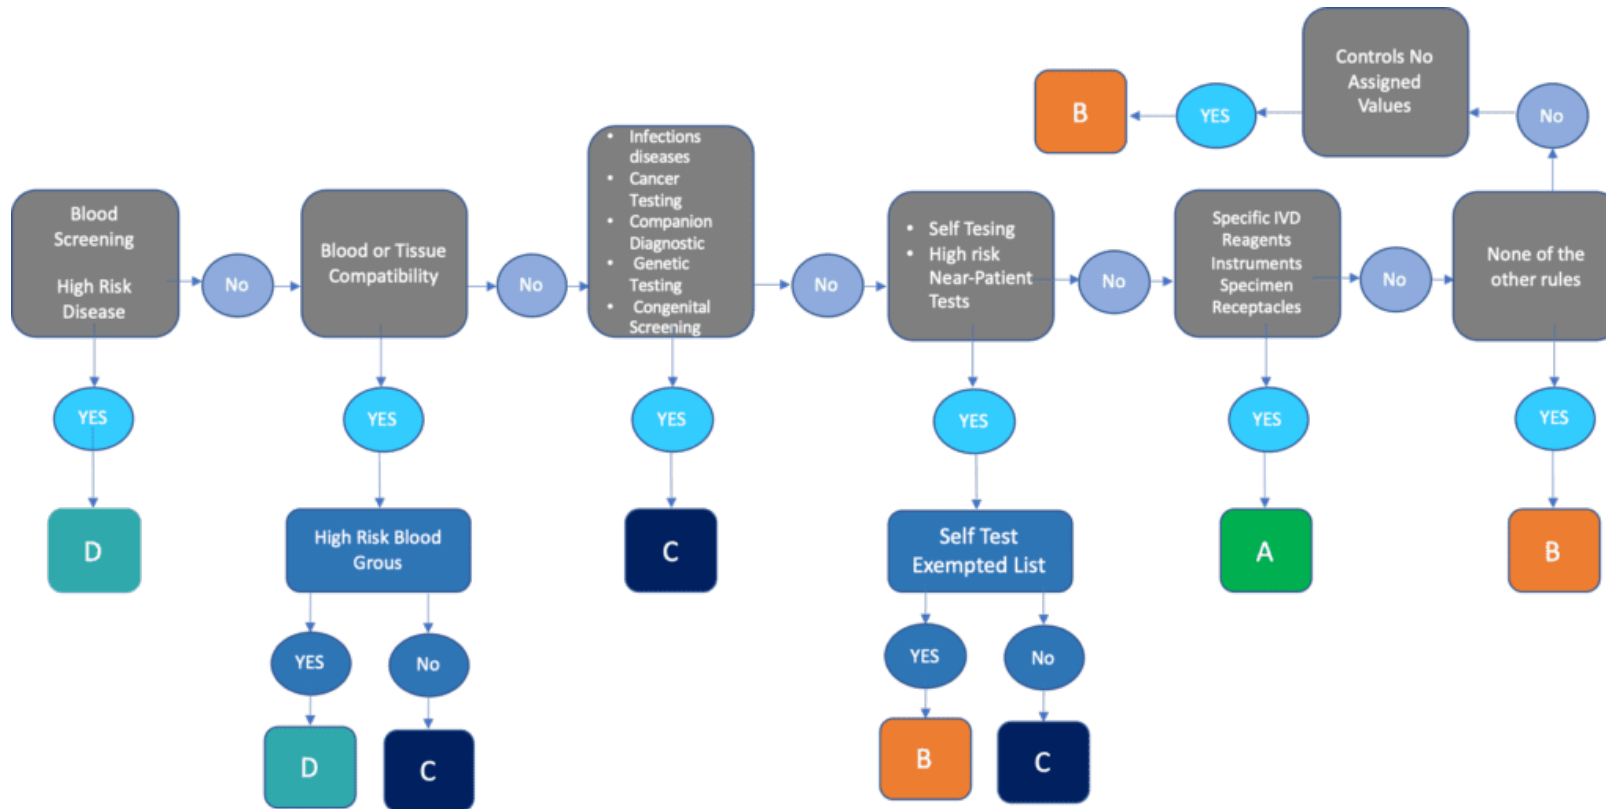 Controls No
Assigned
Values
No
YES
B
Blood
Screening
High Risk
Disease
No
Blood or Tissue
Compatibility
No
• Infections
diseases
• Cancer
Testing
• Companion
Diagnostic
• Genetic
Testing
• Congenital
Screening
No
• Self Tesing
• High risk
Near-Patient
Tests
No
Specific IVD
Reagents
Instruments
Specimen
Receptacles
No
None of the
other rules
YES
YES
YES
YES
YES
YES
D
High Risk Blood
Grous
C
Self Test
Exempted List
A
B
YES
No
YES
No
D
C
B
C